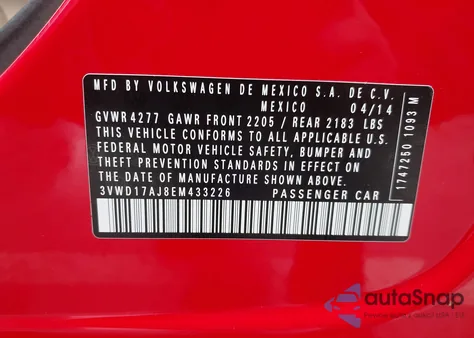 MFD BY VOLKSWAGEN DE MEXICO S.A. DE C.V.
MEXICO 04/14
GVWR 4277 GAWR FRONT 2205 / REAR 2183 LBS
THIS VEHICLE CONFORMS TO ALL APPLICABLE U.S.
FEDERAL MOTOR VEHICLE SAFETY, BUMPER AND
THEFT PREVENTION STANDARDS IN EFFECT ON
THE DATE OF MANUFACTURE SHOWN ABOVE.
3VWD17AJ8EM433226 PASSENGER CAR
1747260 1093 M
autoSnap